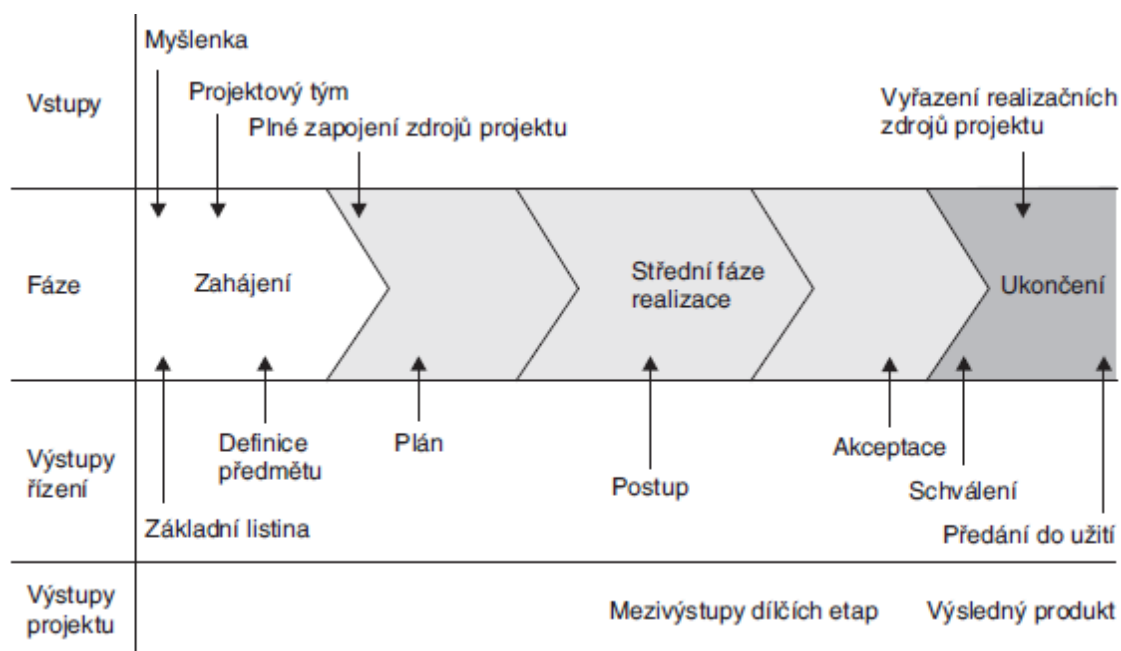 Myšlenka
Vstupy
Projektový tým
Plné zapojení zdrojů projektu
Vyřazení realizačních
zdrojů projektu
Fáze
Zahájení
Střední fáze
realizace
Ukončení
Výstupy
řízení
Definice
předmětu
Plán
Akceptace
Postup
Schválení
Základní listina
Předání do užití
Výstupy
projektu
Mezivýstupy dílčích etap
Výsledný produkt